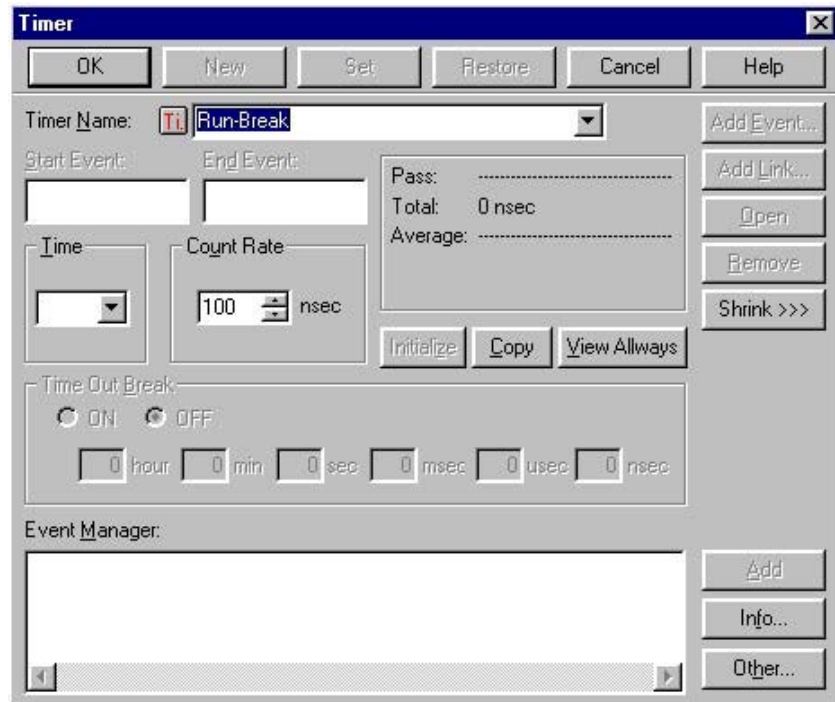 Timer
OK New Set Restore Cancel Help
Timer Name: Ti. Run-Break Add Event...
Start Event: End Event: Add Link...
Pass: --------------------------------
Total: 0 nsec Open
Average: --------------------------------
Time Count Rate Remove
100 nsec Shrink >>>
Initialize Copy View Allways
Time Out Break
ON OFF
0 hour 0 min 0 sec 0 msec 0 usec 0 nsec
Event Manager:
Add
Info...
Other...